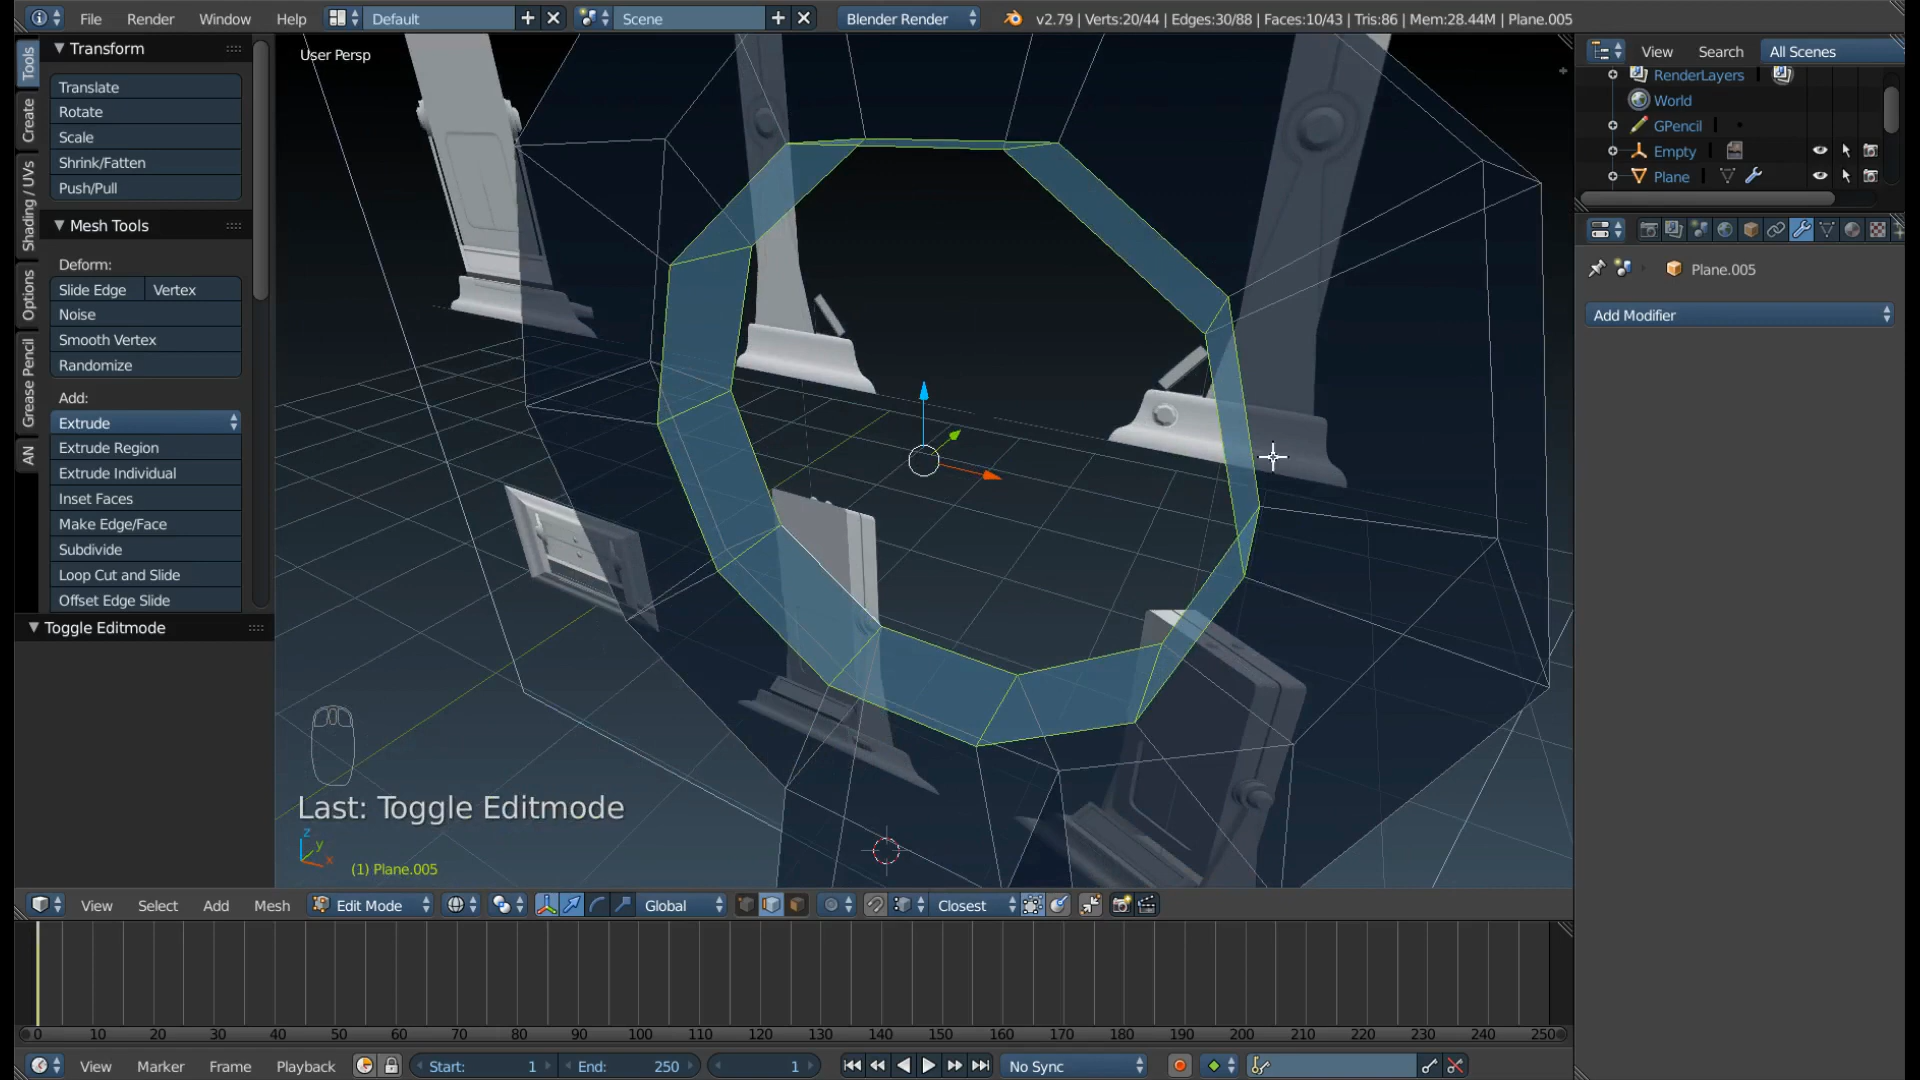 File Render Window Help Default Scene Blender Render v2.79 | Verts:20/44 | Edges:30/88 | Faces:10/43 | Tris:86 | Mem:28.44M | Plane.005
Tools
Create
Shading / UVs
Options
Grease Pencil
AN
Transform
Translate
Rotate
Scale
Shrink/Fatten
Push/Pull
Mesh Tools
Deform:
Slide Edge Vertex
Noise
Smooth Vertex
Randomize
Add:
Extrude
Extrude Region
Extrude Individual
Inset Faces
Make Edge/Face
Subdivide
Loop Cut and Slide
Offset Edge Slide
Toggle Editmode
User Persp
Last: Toggle Editmode
z
y
x
(1) Plane.005
View Search All Scenes
RenderLayers
World
GPencil
Empty
Plane
Plane.005
Add Modifier
View Select Add Mesh Edit Mode Global Closest
0 10 20 30 40 50 60 70 80 90 100 110 120 130 140 150 160 170 180 190 200 210 220 230 240 250
View Marker Frame Playback Start: 1 End: 250 1 No Sync